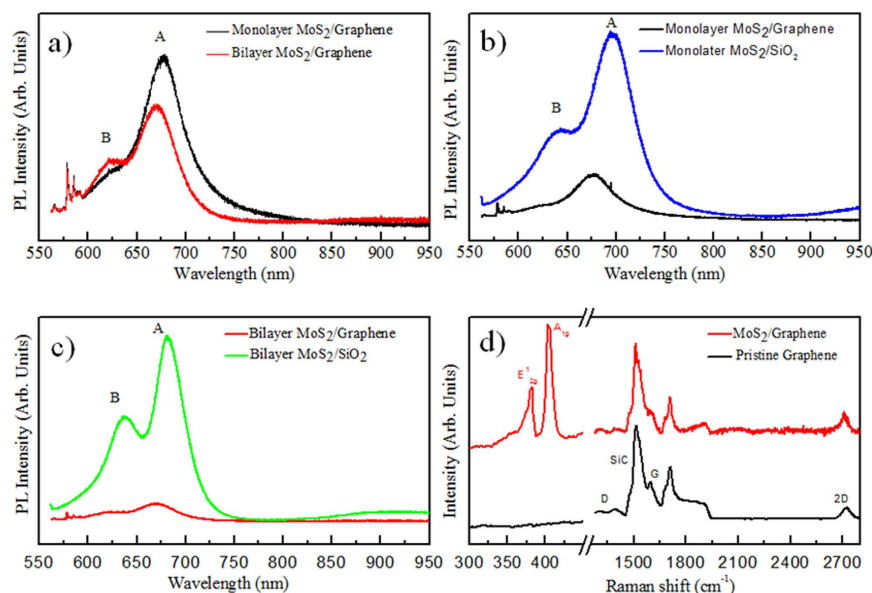 a)
Monolayer MoS₂/Graphene
Bilayer MoS₂/Graphene
A
B
PL Intensity (Arb. Units)
550 600 650 700 750 800 850 900 950
Wavelength (nm)
b)
Monolayer MoS₂/Graphene
Monolater MoS₂/SiO₂
A
B
PL Intensity (Arb. Units)
550 600 650 700 750 800 850 900 950
Wavelength (nm)
c)
Bilayer MoS₂/Graphene
Bilayer MoS₂/SiO₂
A
B
PL Intensity (Arb. Units)
550 600 650 700 750 800 850 900 950
Wavelength (nm)
d)
MoS₂/Graphene
Pristine Graphene
A₁g
E¹₂g
SiC
G
D
2D
Intensity (Arb. Units)
300 400 1500 1800 2100 2400 2700
Raman shift (cm⁻¹)